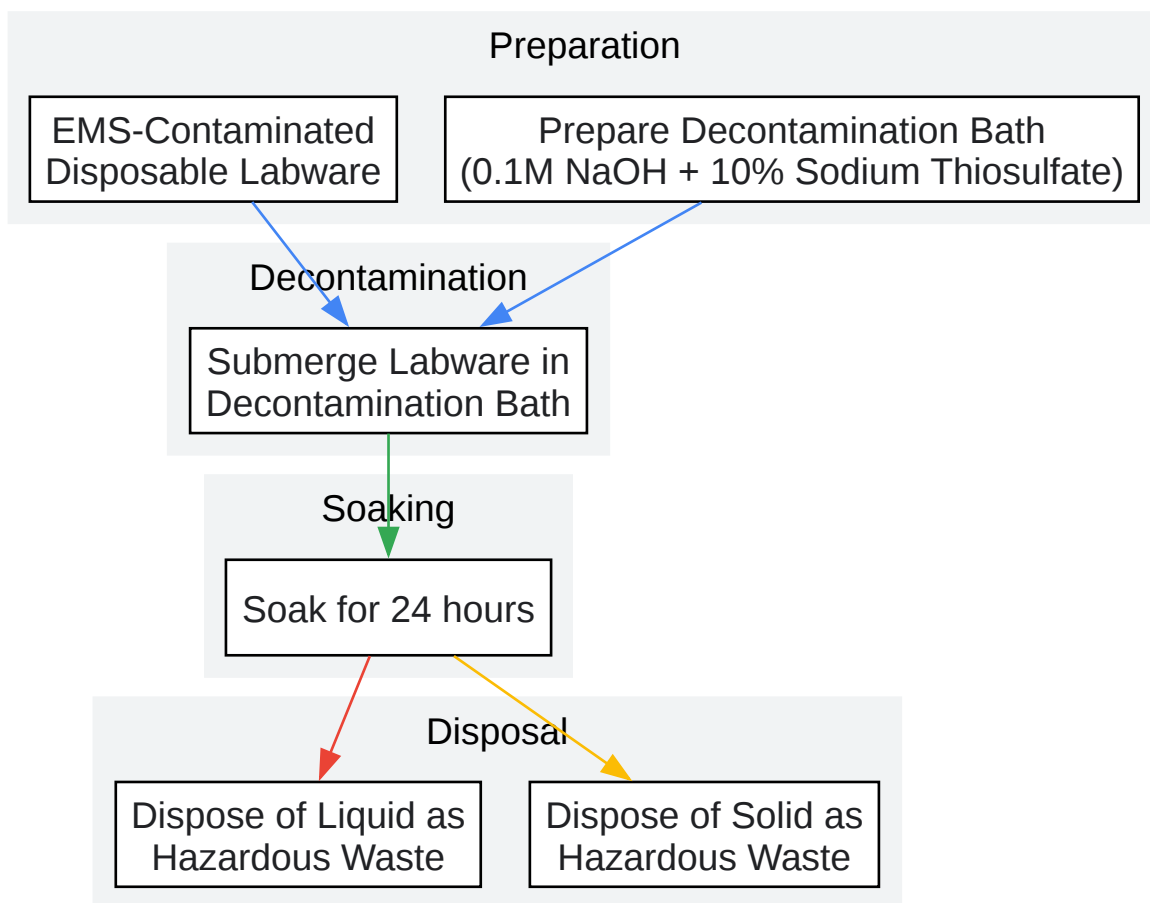 Preparation
EMS-Contaminated
Disposable Labware
Prepare Decontamination Bath
(0.1M NaOH + 10% Sodium Thiosulfate)
Decontamination
Submerge Labware in
Decontamination Bath
Soaking
Soak for 24 hours
Disposal
Dispose of Liquid as
Hazardous Waste
Dispose of Solid as
Hazardous Waste